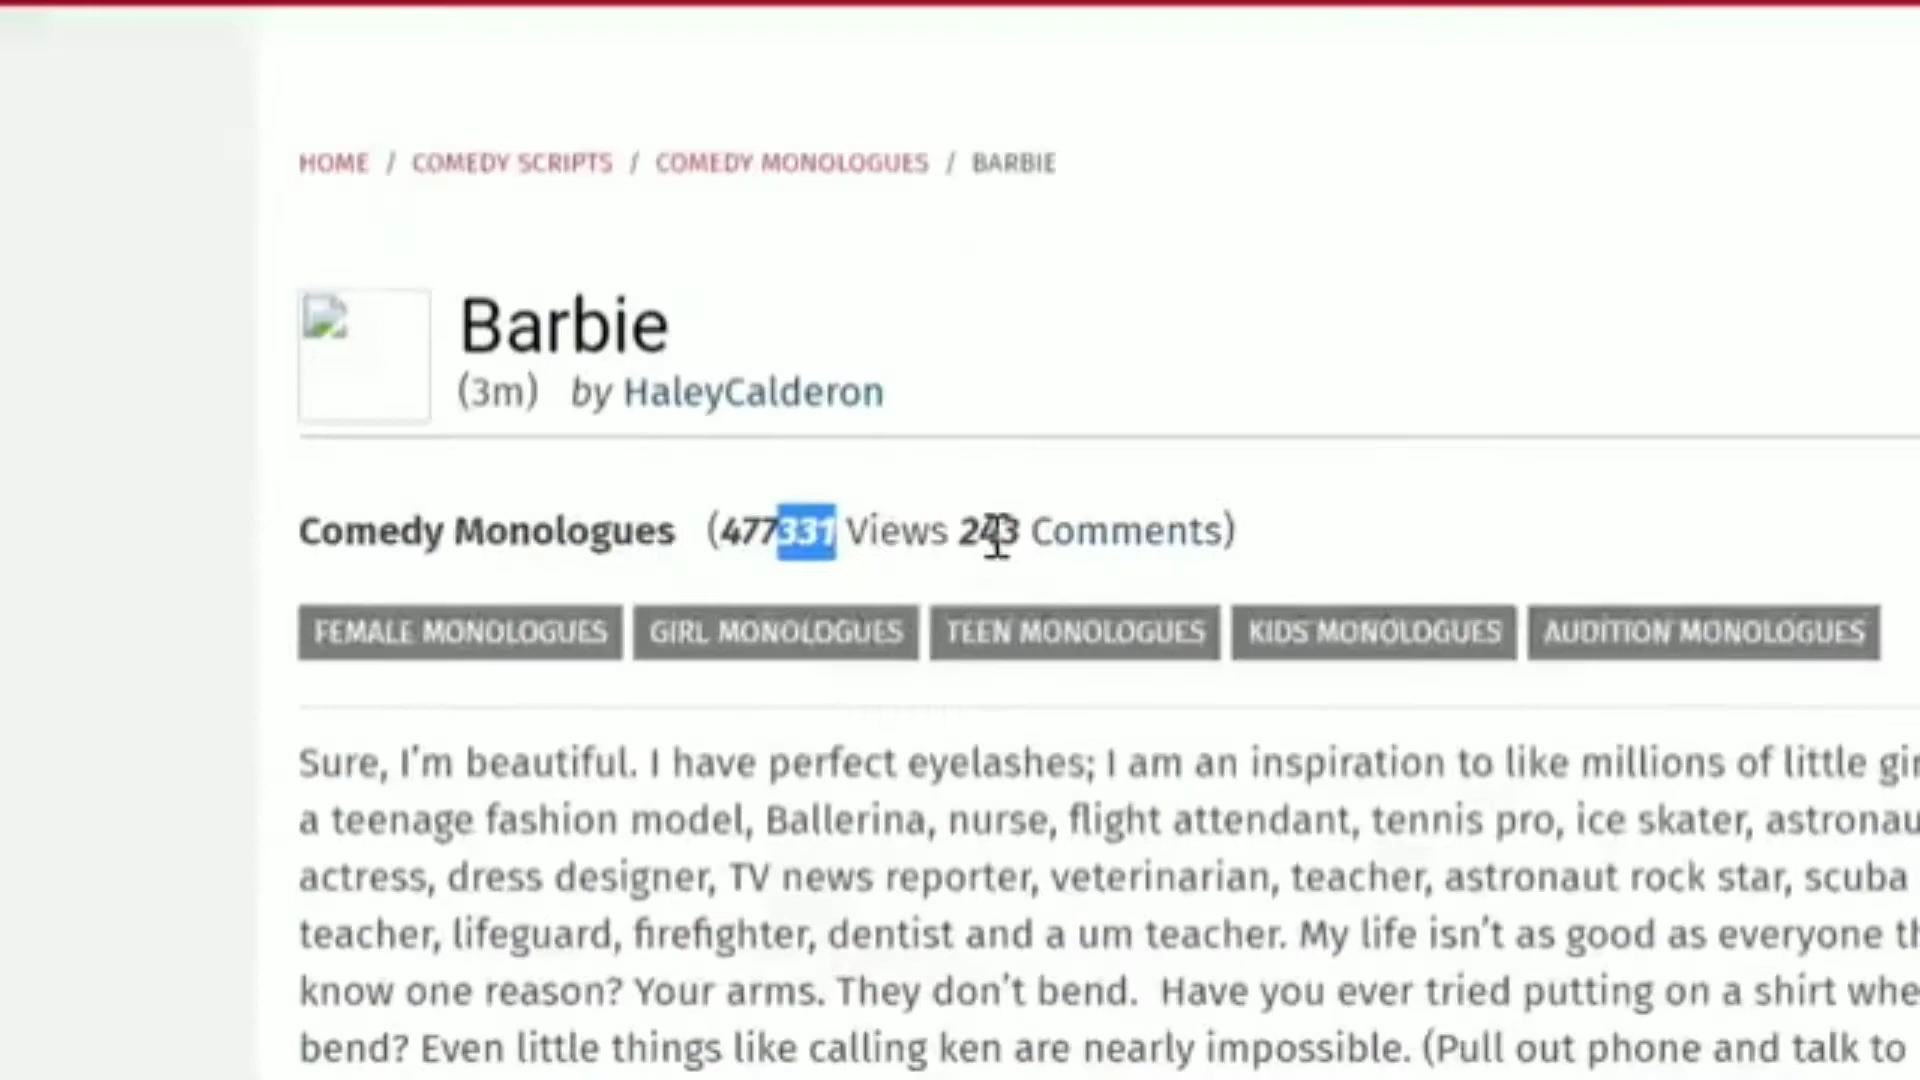 HOME / COMEDY SCRIPTS / COMEDY MONOLOGUES / BARBIE
Barbie
(3m) by HaleyCalderon
Comedy Monologues (477331 Views 243 Comments)
FEMALE MONOLOGUES GIRL MONOLOGUES TEEN MONOLOGUES KIDS MONOLOGUES AUDITION MONOLOGUES
Sure, I'm beautiful. I have perfect eyelashes; I am an inspiration to like millions of little
a teenage fashion model, Ballerina, nurse, flight attendant, tennis pro, ice skater,
actress, dress designer, TV news reporter, veterinarian, teacher, astronaut rock star, scuba
teacher, lifeguard, firefighter, dentist and a um teacher. My life isn't as good as everyone
know one reason? Your arms. They don't bend. Have you ever tried putting on a shirt
bend? Even little things like calling ken are nearly impossible. (Pull out phone and talk to